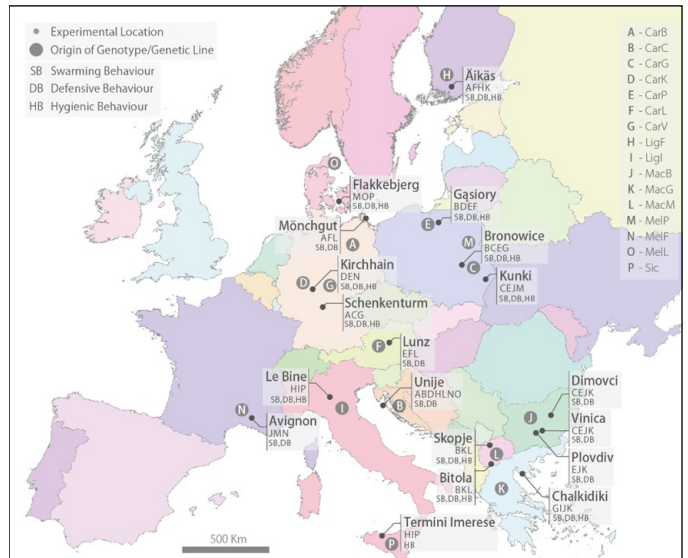 Experimental Location
Origin of Genotype/Genetic Line
SB Swarming Behaviour
DB Defensive Behaviour
HB Hygienic Behaviour
A - CarB
B - CarC
C - CarG
D - CarK
E - CarP
F - CarL
G - CarV
H - LigF
I - LigI
J - MacB
K - MacG
L - MacM
M - MelP
N - MelF
O - MelL
P - Sic
H
Äikäs
AFHK
SB,DB,HB
O
Flakkebjerg
MOP
SB,DB,HB
Mönchgut
AFL
SB,DB
A
Gąsiory
BDEF
SB,DB,HB
E
M
Bronowice
BCEG
SB,DB,HB
C
Kunki
CEJM
SB,DB,HB
Kirchhain
DEN
SB,DB,HB
D
G
Schenkenturm
ACG
SB,DB,HB
F
Lunz
EFL
SB,DB
Le Bine
HIP
SB,DB,HB
I
Unije
ABDHLNO
SB,DB
B
N
Avignon
JMN
SB,DB
Dimovci
CEJK
SB,DB
J
Vinica
CEJK
SB,DB
Plovdiv
EJK
SB,DB
Skopje
BKL
SB,DB,HB
L
Bitola
BKL
SB,DB,HB
K
Chalkidiki
GIJK
SB,DB,HB
Termini Imerese
HIP
HB
P
500 Km